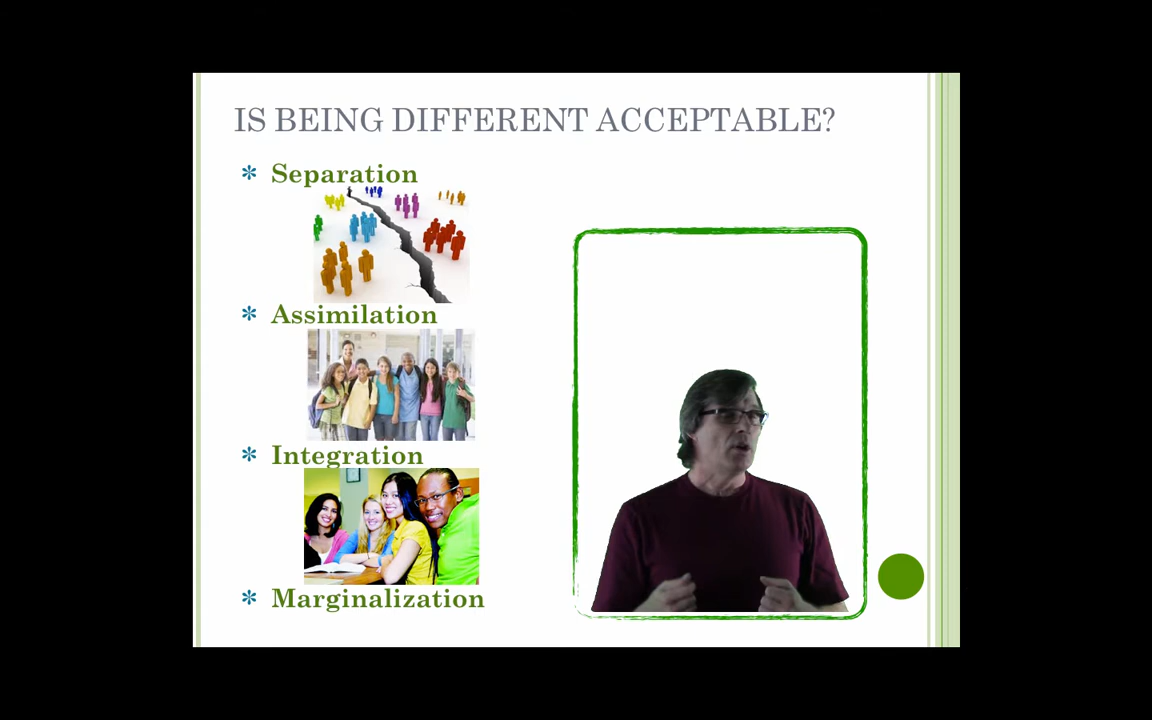 IS BEING DIFFERENT ACCEPTABLE?
* Separation
* Assimilation
* Integration
* Marginalization